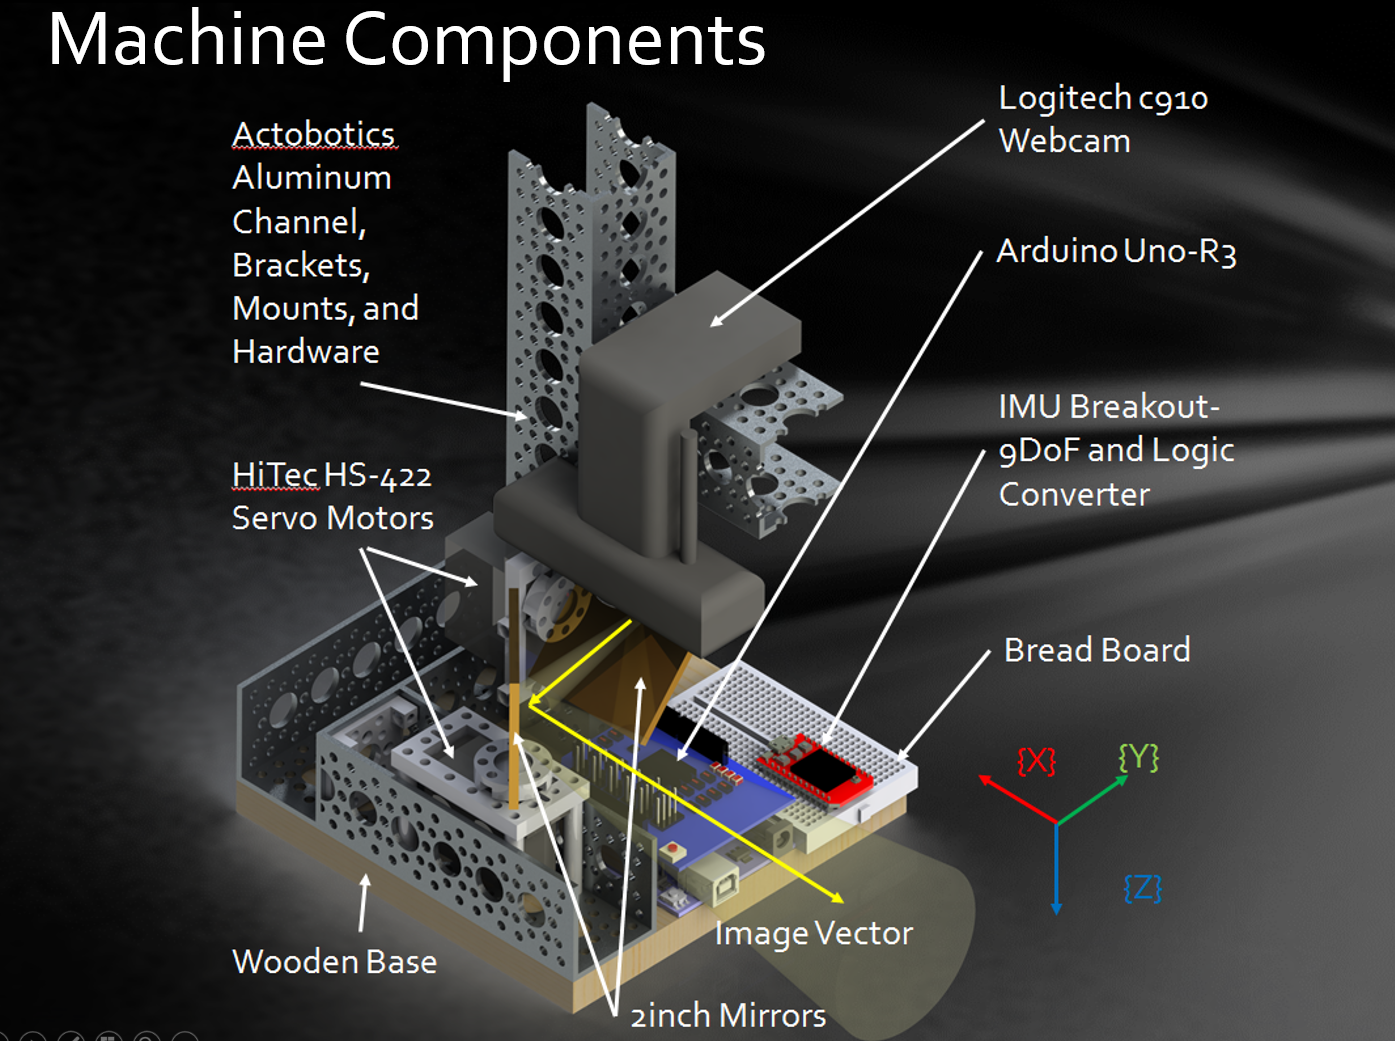 Machine Components
Actobotics
Aluminum
Channel,
Brackets,
Mounts, and
Hardware
HiTec HS-422
Servo Motors
Wooden Base
Logitech c910
Webcam
Arduino Uno-R3
IMU Breakout-
9DoF and Logic
Converter
Bread Board
{X}
{Y}
{Z}
Image Vector
2inch Mirrors